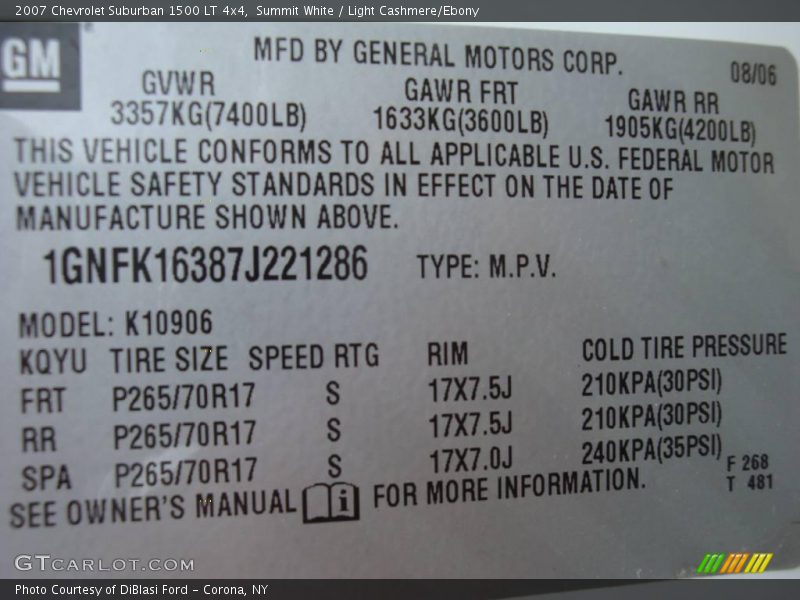 2007 Chevrolet Suburban 1500 LT 4x4, Summit White / Light Cashmere/Ebony
GM
MFD BY GENERAL MOTORS CORP.
08/06
GVWR GAWR FRT GAWR RR
3357KG(7400LB) 1633KG(3600LB) 1905KG(4200LB)
THIS VEHICLE CONFORMS TO ALL APPLICABLE U.S. FEDERAL MOTOR
VEHICLE SAFETY STANDARDS IN EFFECT ON THE DATE OF
MANUFACTURE SHOWN ABOVE.
1GNFK16387J221286 TYPE: M.P.V.
MODEL: K10906
KQYU TIRE SIZE SPEED RTG RIM COLD TIRE PRESSURE
FRT P265/70R17 S 17X7.5J 210KPA(30PSI)
RR P265/70R17 S 17X7.5J 210KPA(30PSI)
SPA P265/70R17 S 17X7.0J 240KPA(35PSI)
F 268
SEE OWNER'S MANUAL i FOR MORE INFORMATION.
T 481
GTCARLOT.COM
Photo Courtesy of DiBlasi Ford - Corona, NY